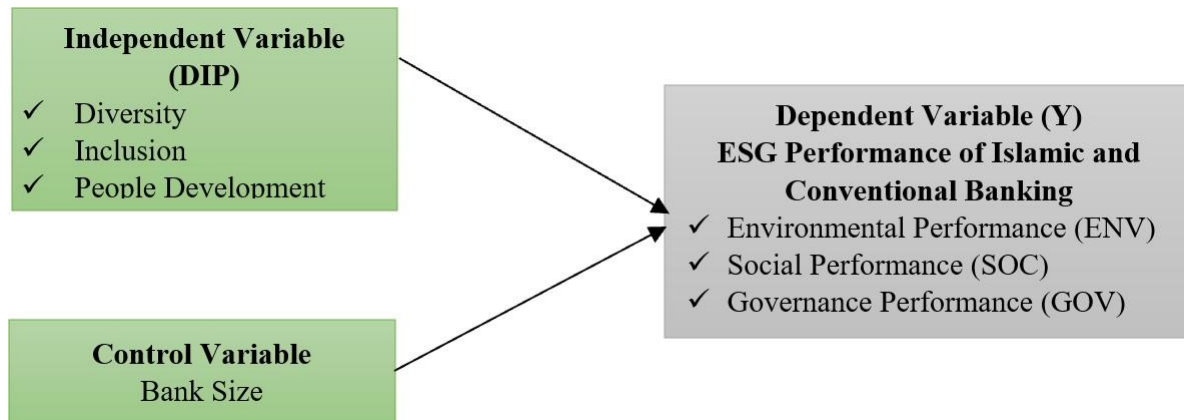 Independent Variable
(DIP)
✓ Diversity
✓ Inclusion
✓ People Development
Dependent Variable (Y)
ESG Performance of Islamic and
Conventional Banking
✓ Environmental Performance (ENV)
✓ Social Performance (SOC)
✓ Governance Performance (GOV)
Control Variable
Bank Size